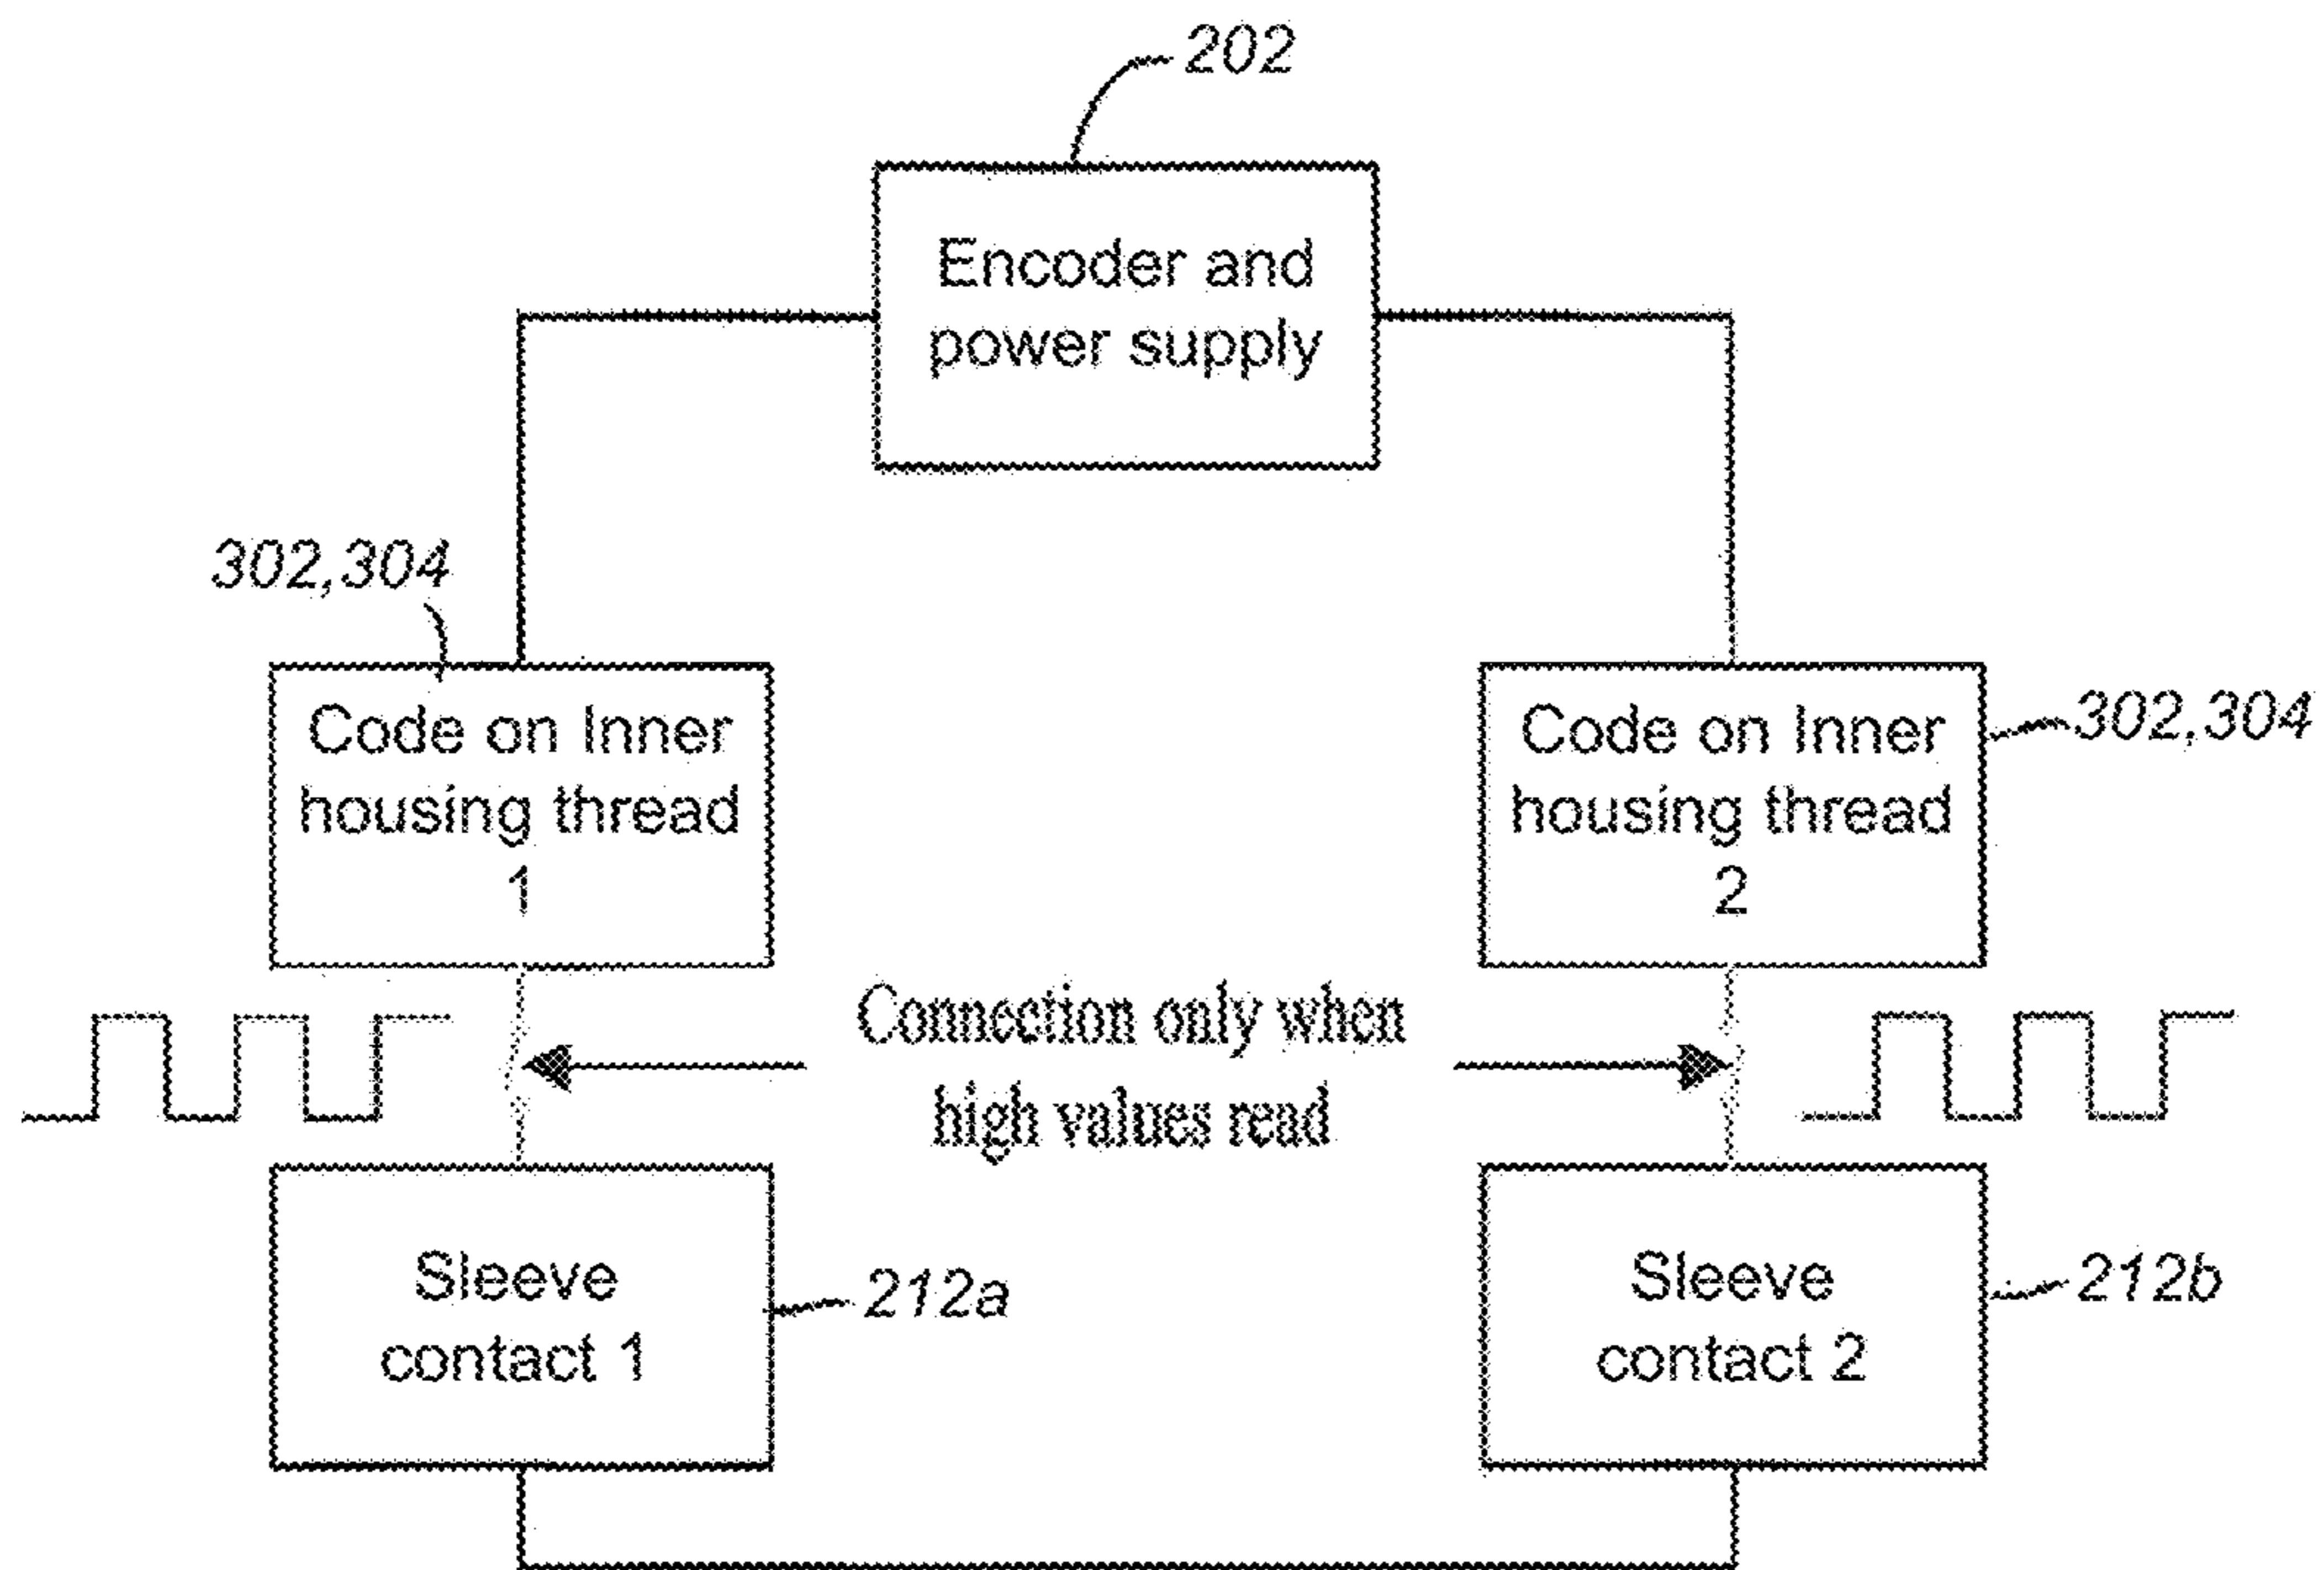 202
Encoder and
power supply
302,304
Code on Inner
housing thread
1
Code on Inner
housing thread
2
302,304
Connection only when
high values read
Sleeve
contact 1
212a
Sleeve
contact 2
212b